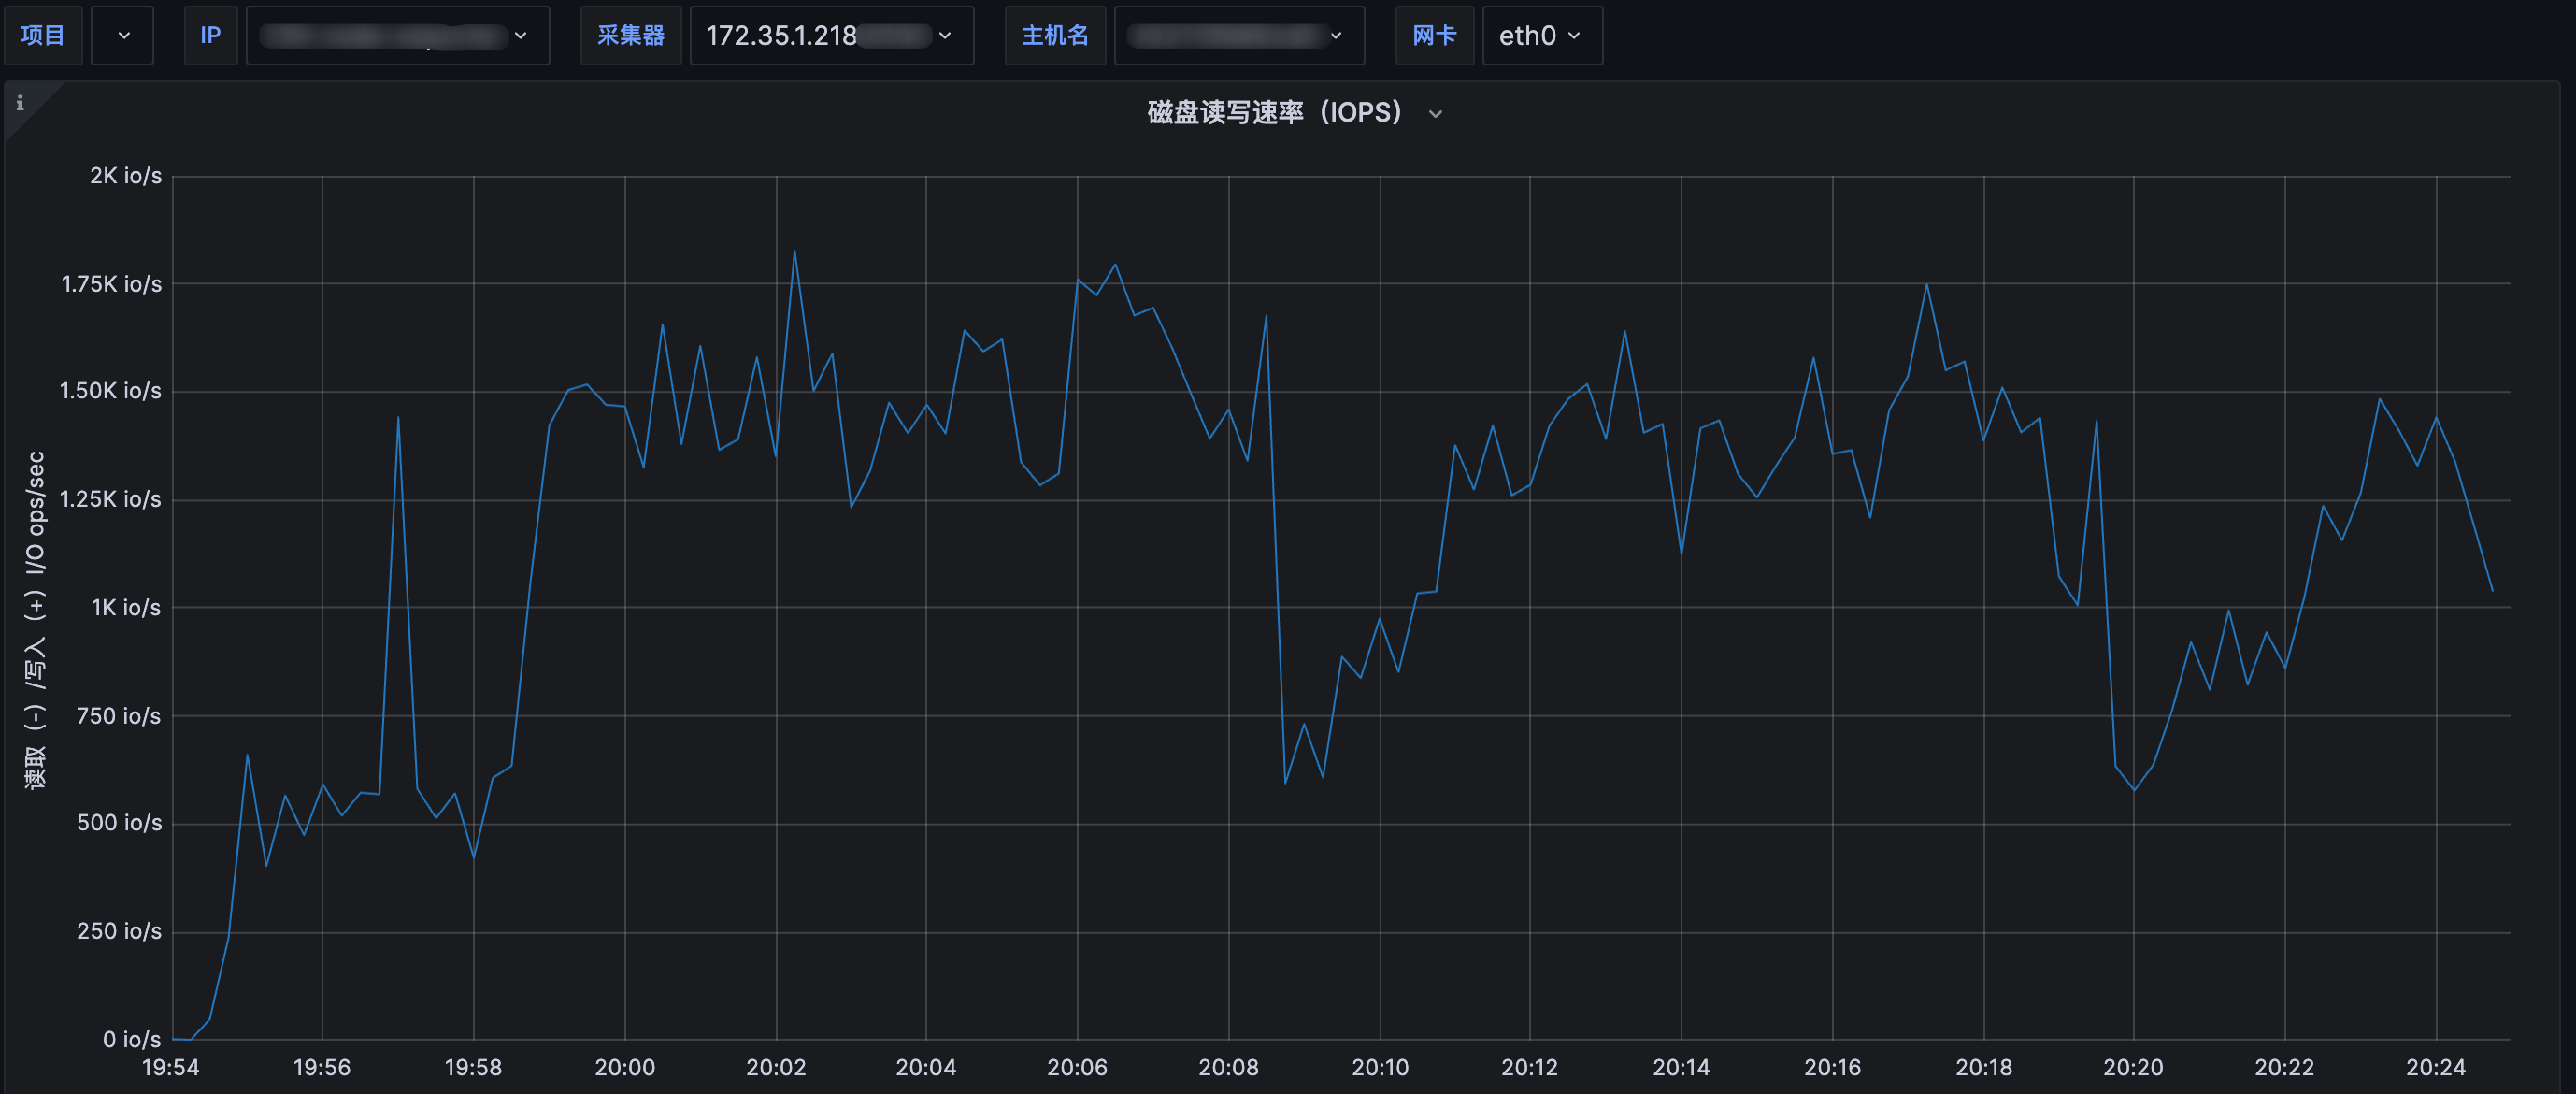 项目 IP 采集器 172.35.1.218 主机名 网卡 eth0
i
磁盘读写速率（IOPS）
读取（-）/写入（+）I/O ops/sec
2K io/s
1.75K io/s
1.50K io/s
1.25K io/s
1K io/s
750 io/s
500 io/s
250 io/s
0 io/s
19:54 19:56 19:58 20:00 20:02 20:04 20:06 20:08 20:10 20:12 20:14 20:16 20:18 20:20 20:22 20:24